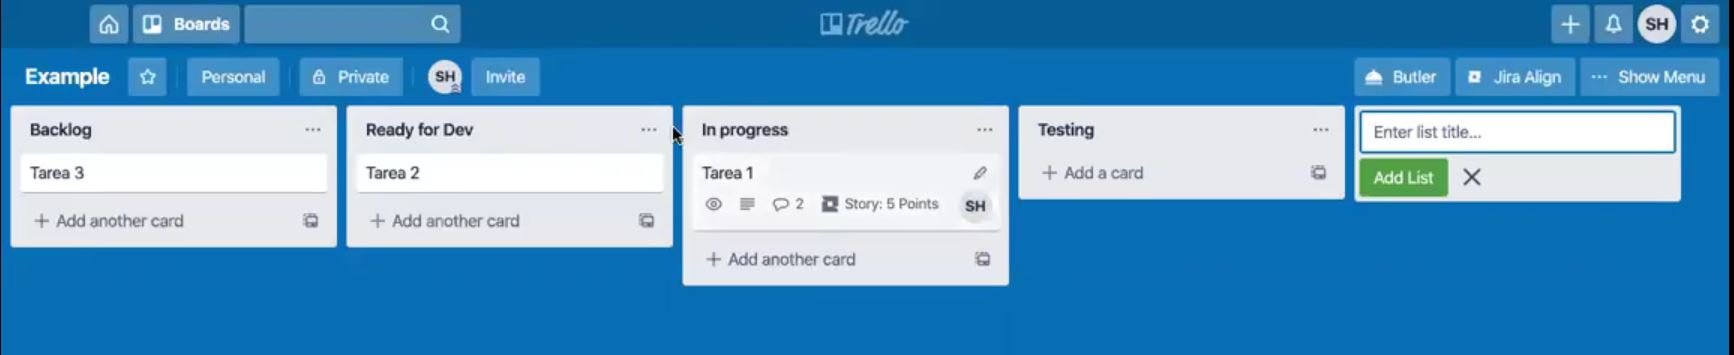 Boards
Trello
SH
Example
Personal
Private
SH
Invite
Butler
Jira Align
... Show Menu
Backlog
Tarea 3
+ Add another card
Ready for Dev
Tarea 2
+ Add another card
In progress
Tarea 1
2
Story: 5 Points
SH
+ Add another card
Testing
+ Add a card
Enter list title...
Add List